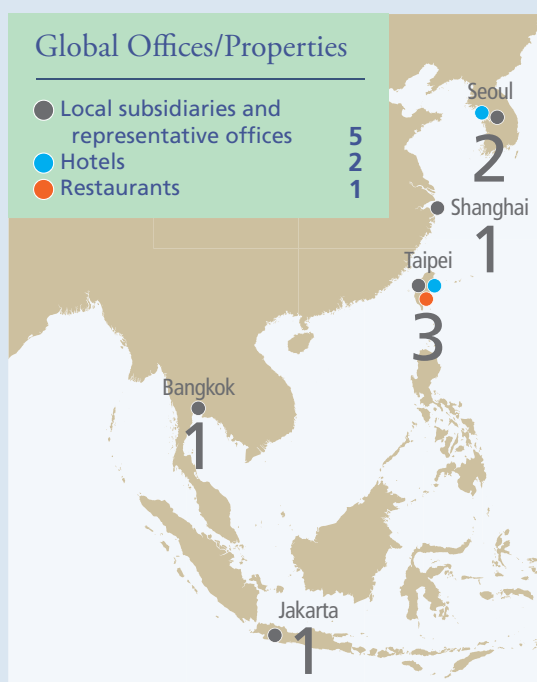 Global Offices/Properties
Local subsidiaries and
representative offices 5
Hotels 2
Restaurants 1
Seoul
2
Shanghai
1
Taipei
3
Bangkok
1
Jakarta
1